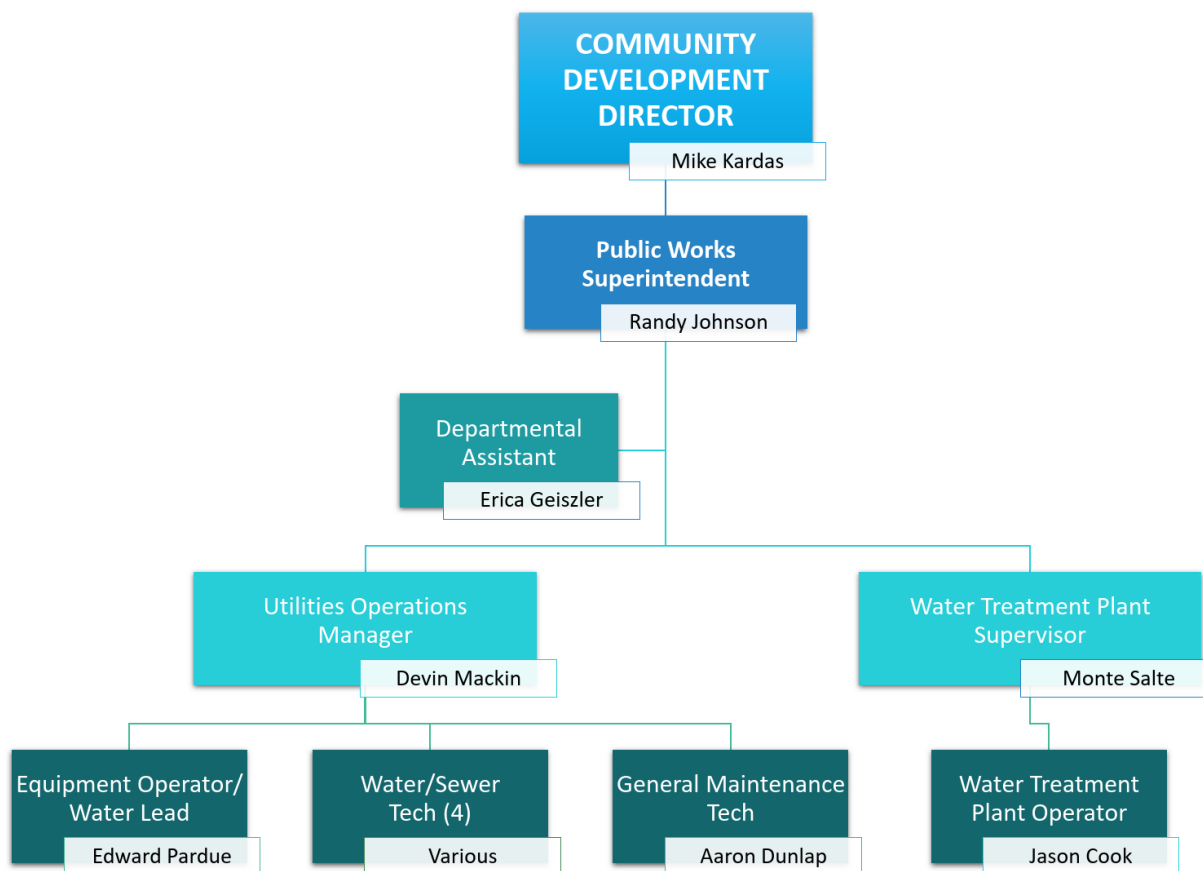 COMMUNITY
DEVELOPMENT
DIRECTOR
Mike Kardas
Public Works
Superintendent
Randy Johnson
Departmental
Assistant
Erica Geiszler
Utilities Operations
Manager
Devin Mackin
Water Treatment Plant
Supervisor
Monte Salte
Equipment Operator/
Water Lead
Edward Pardue
Water/Sewer
Tech (4)
Various
General Maintenance
Tech
Aaron Dunlap
Water Treatment
Plant Operator
Jason Cook